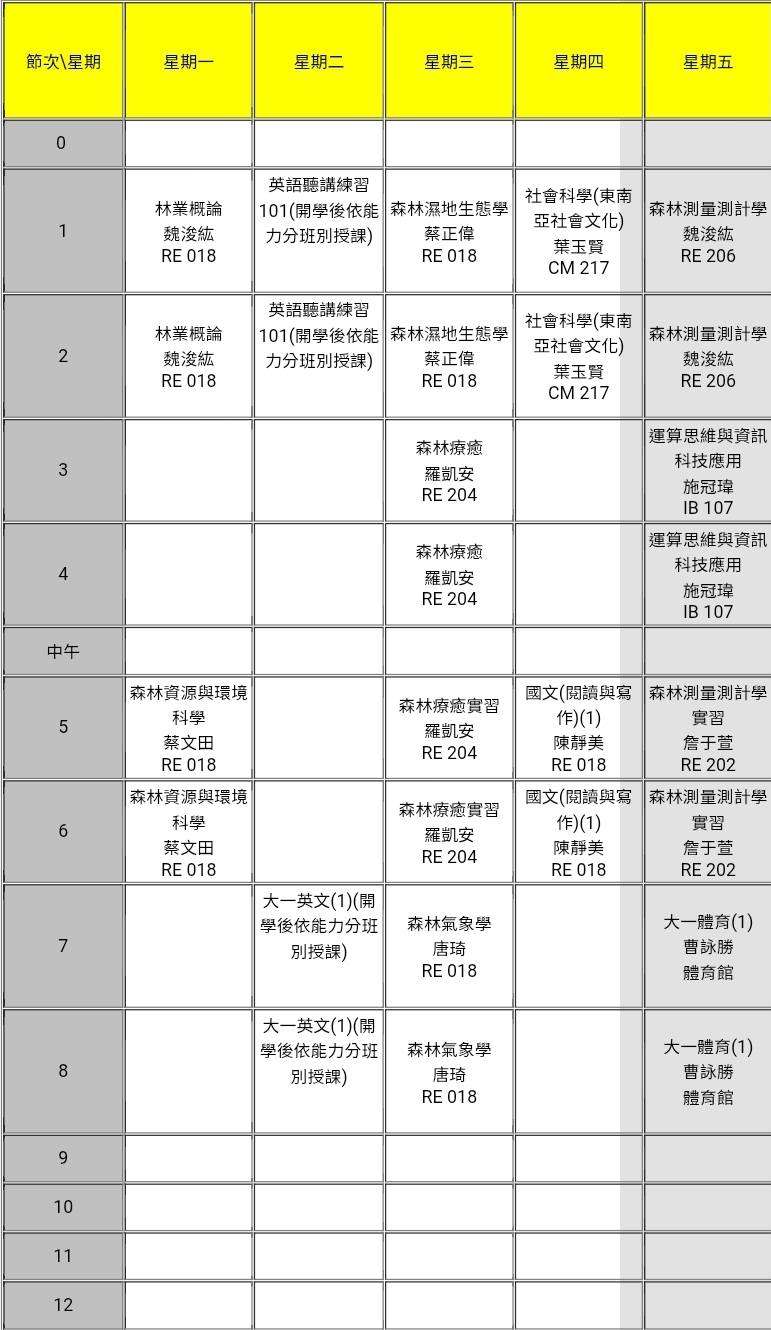 節次\星期 星期一 星期二 星期三 星期四 星期五
0
1
林業概論
魏浚紘
RE 018
英語聽講練習
101(開學後依能
力分班別授課)
森林濕地生態學
蔡正偉
RE 018
社會科學(東南
亞社會文化)
葉玉賢
CM 217
森林測量測計學
魏浚紘
RE 206
2
林業概論
魏浚紘
RE 018
英語聽講練習
101(開學後依能
力分班別授課)
森林濕地生態學
蔡正偉
RE 018
社會科學(東南
亞社會文化)
葉玉賢
CM 217
森林測量測計學
魏浚紘
RE 206
3
森林療癒
羅凱安
RE 204
運算思維與資訊
科技應用
施冠瑋
IB 107
4
森林療癒
羅凱安
RE 204
運算思維與資訊
科技應用
施冠瑋
IB 107
中午
5
森林資源與環境
科學
蔡文田
RE 018
森林療癒實習
羅凱安
RE 204
國文(閱讀與寫
作)(1)
陳靜美
RE 018
森林測量測計學
實習
詹于萱
RE 202
6
森林資源與環境
科學
蔡文田
RE 018
森林療癒實習
羅凱安
RE 204
國文(閱讀與寫
作)(1)
陳靜美
RE 018
森林測量測計學
實習
詹于萱
RE 202
7
大一英文(1)(開
學後依能力分班
別授課)
森林氣象學
唐琦
RE 018
大一體育(1)
曹詠勝
體育館
8
大一英文(1)(開
學後依能力分班
別授課)
森林氣象學
唐琦
RE 018
大一體育(1)
曹詠勝
體育館
9
10
11
12